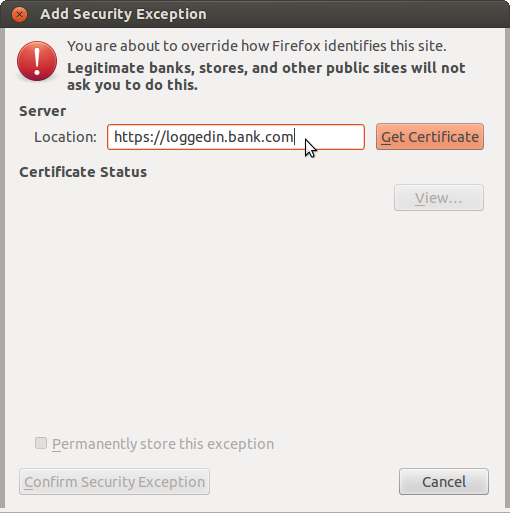 Add Security Exception
You are about to override how Firefox identifies this site.
Legitimate banks, stores, and other public sites will not
ask you to do this.
Server
Location: https://loggedin.bank.com Get Certificate
Certificate Status
View...
Permanently store this exception
Confirm Security Exception Cancel